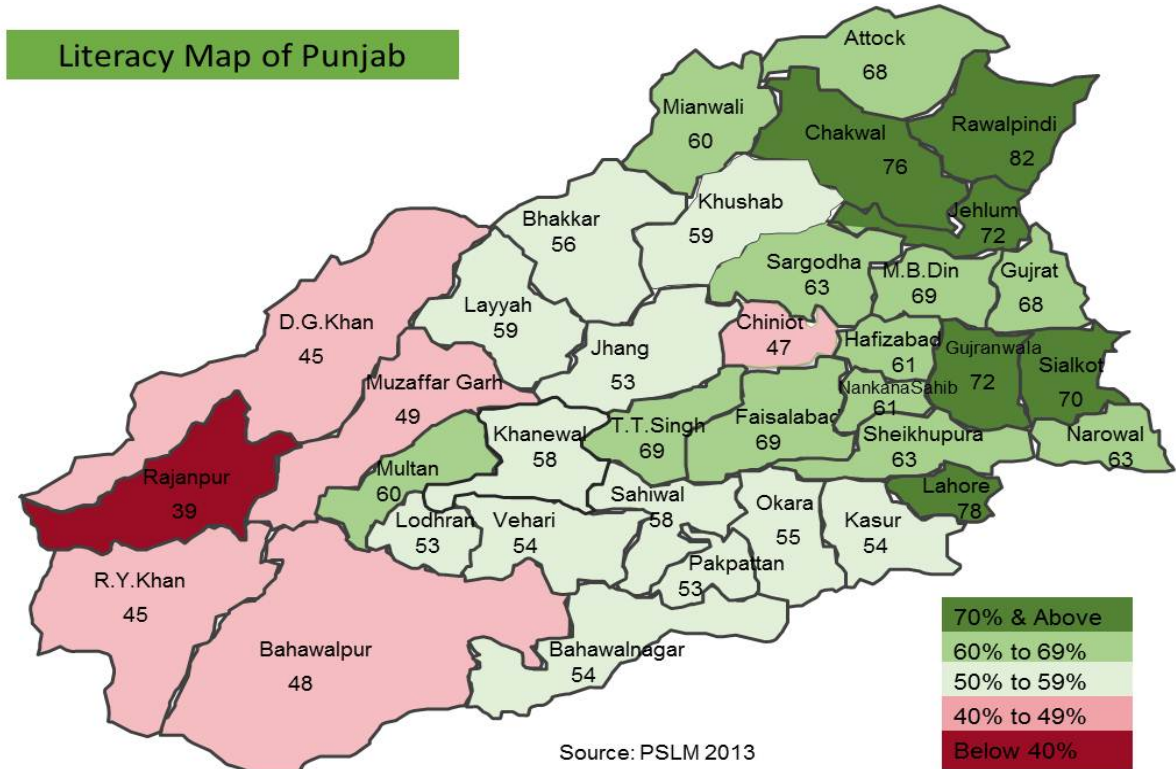 Literacy Map of Punjab
Attock
68
Mianwali
60
Chakwal
76
Rawalpindi
82
Jehlum
72
Bhakkar
56
Khushab
59
Sargodha
63
M.B.Din
69
Gujrat
68
Layyah
59
D.G.Khan
45
Chiniot
47
Hafizabad
61
Gujranwala
72
Sialkot
70
Jhang
53
Muzaffar Garh
49
NankanaSahib
61
T.T.Singh
69
Faisalabad
69
Sheikhupura
63
Narowal
63
Khanewal
58
Multan
60
Rajanpur
39
Sahiwal
58
Lahore
78
Okara
55
Kasur
54
Lodhran
53
Vehari
54
Pakpattan
53
R.Y.Khan
45
Bahawalpur
48
Bahawalnagar
54
70% & Above
60% to 69%
50% to 59%
40% to 49%
Below 40%
Source: PSLM 2013